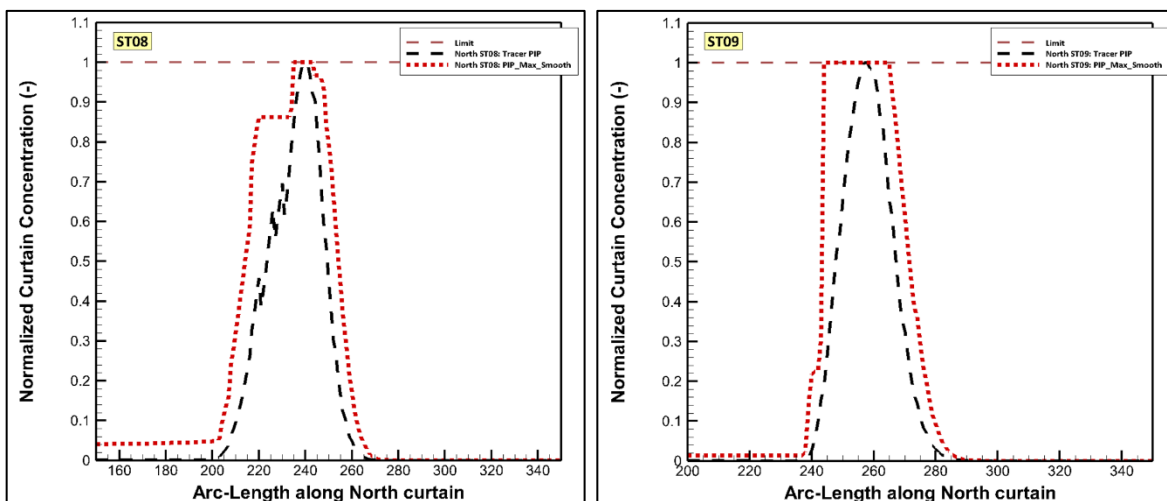 ST08
Limit
North ST08: Tracer PIP
North ST08: PIP_Max_Smooth
Normalized Curtain Concentration (-)
1.1
1
0.9
0.8
0.7
0.6
0.5
0.4
0.3
0.2
0.1
0
160 180 200 220 240 260 280 300 320 340
Arc-Length along North curtain
ST09
Limit
North ST09: Tracer PIP
North ST09: PIP_Max_Smooth
Normalized Curtain Concentration (-)
1.1
1
0.9
0.8
0.7
0.6
0.5
0.4
0.3
0.2
0.1
0
200 220 240 260 280 300 320 340
Arc-Length along North curtain